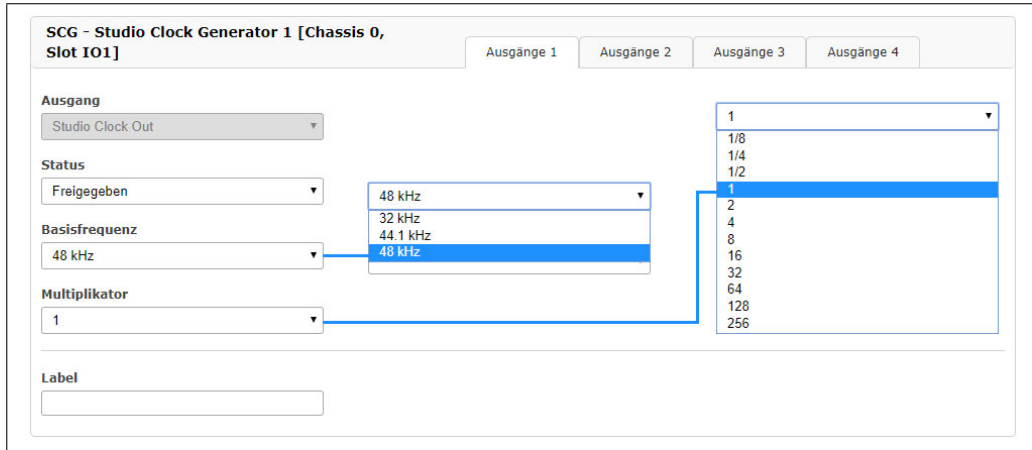 SCG - Studio Clock Generator 1 [Chassis 0,
Slot IO1]
Ausgänge 1
Ausgänge 2
Ausgänge 3
Ausgänge 4
Ausgang
Studio Clock Out
Status
Freigegeben
Basisfrequenz
48 kHz
Multiplikator
1
Label
48 kHz
32 kHz
44.1 kHz
48 kHz
1
1/8
1/4
1/2
1
2
4
8
16
32
64
128
256